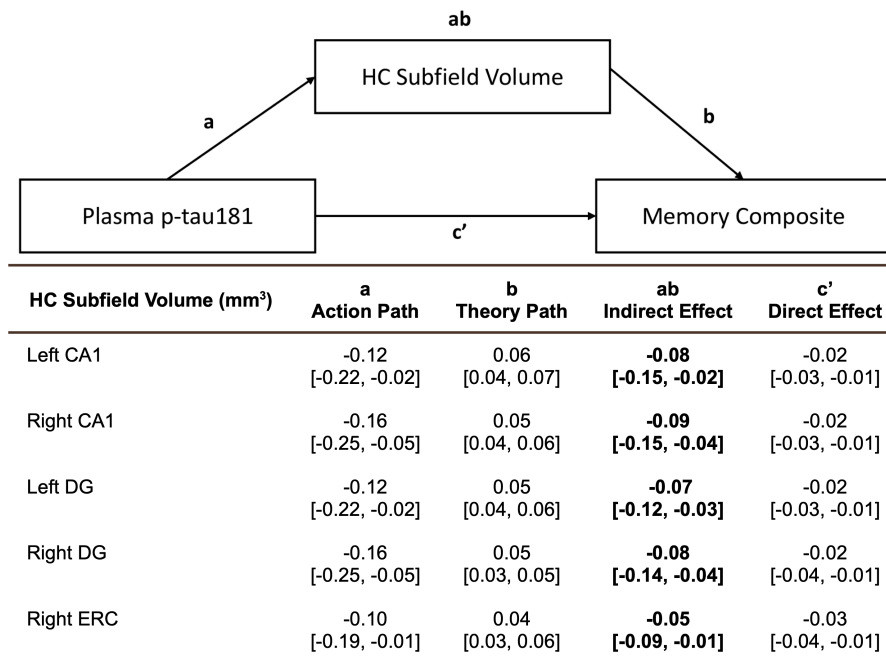 ab
HC Subfield Volume
a
b
Plasma p-tau181
Memory Composite
c’
HC Subfield Volume (mm³) a b ab c’
Action Path Theory Path Indirect Effect Direct Effect
Left CA1 -0.12 0.06 -0.08 -0.02
[-0.22, -0.02] [0.04, 0.07] [-0.15, -0.02] [-0.03, -0.01]
Right CA1 -0.16 0.05 -0.09 -0.02
[-0.25, -0.05] [0.04, 0.06] [-0.15, -0.04] [-0.03, -0.01]
Left DG -0.12 0.05 -0.07 -0.02
[-0.22, -0.02] [0.04, 0.06] [-0.12, -0.03] [-0.03, -0.01]
Right DG -0.16 0.05 -0.08 -0.02
[-0.25, -0.05] [0.03, 0.05] [-0.14, -0.04] [-0.04, -0.01]
Right ERC -0.10 0.04 -0.05 -0.03
[-0.19, -0.01] [0.03, 0.06] [-0.09, -0.01] [-0.04, -0.01]